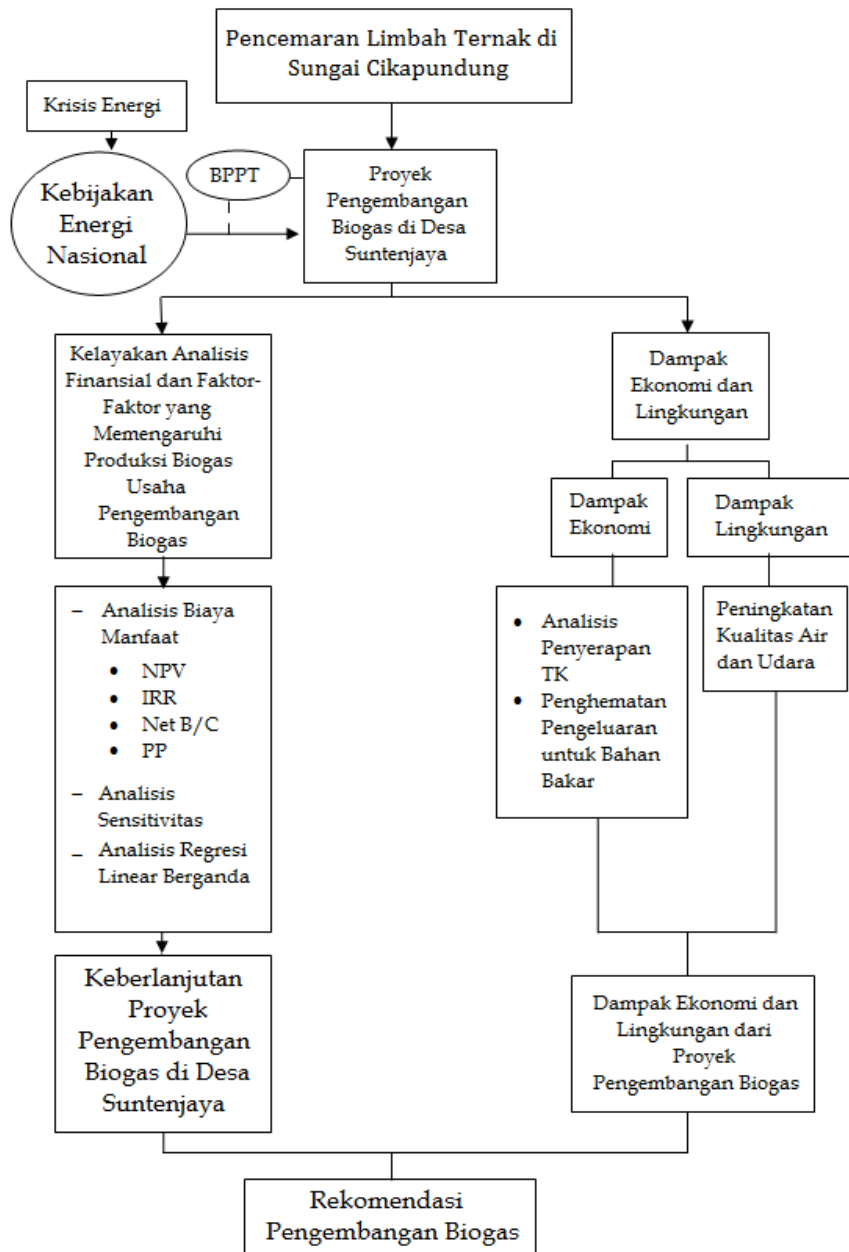 Pencemaran Limbah Ternak di
Sungai Cikapundung
Krisis Energi
Kebijakan
Energi
Nasional
BPPT
Proyek
Pengembangan
Biogas di Desa
Suntenjaya
Kelayakan Analisis
Finansial dan Faktor-
Faktor yang
Memengaruhi
Produksi Biogas
Usaha
Pengembangan
Biogas
Dampak
Ekonomi dan
Lingkungan
Dampak
Ekonomi
Dampak
Lingkungan
– Analisis Biaya
Manfaat
• NPV
• IRR
• Net B/C
• PP
– Analisis
Sensitivitas
– Analisis Regresi
Linear Berganda
• Analisis
Penyerapan
TK
• Penghematan
Pengeluaran
untuk Bahan
Bakar
Peningkatan
Kualitas Air
dan Udara
Keberlanjutan
Proyek
Pengembangan
Biogas di Desa
Suntenjaya
Dampak Ekonomi dan
Lingkungan dari
Proyek
Pengembangan Biogas
Rekomendasi
Pengembangan Biogas